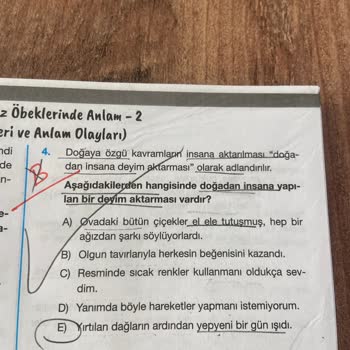 z Öbeklerinde Anlam – 2
eri ve Anlam Olayları)
ndi
de
n-
e-
a-
B
4. Doğaya özgü kavramların insana aktarılması "doğa-
dan insana deyim aktarması" olarak adlandırılır.
Aşağıdakilerden hangisinde doğadan insana yapı-
lan bir deyim aktarması vardır?
A) Ovadaki bütün çiçekler el ele tutuşmuş, hep bir
ağızdan şarkı söylüyorlardı.
B) Olgun tavırlarıyla herkesin beğenisini kazandı.
C) Resminde sıcak renkler kullanmanı oldukça sev-
dim.
D) Yanımda böyle hareketler yapmanı istemiyorum.
E) Yırtılan dağların ardından yepyeni bir gün ışıdı.